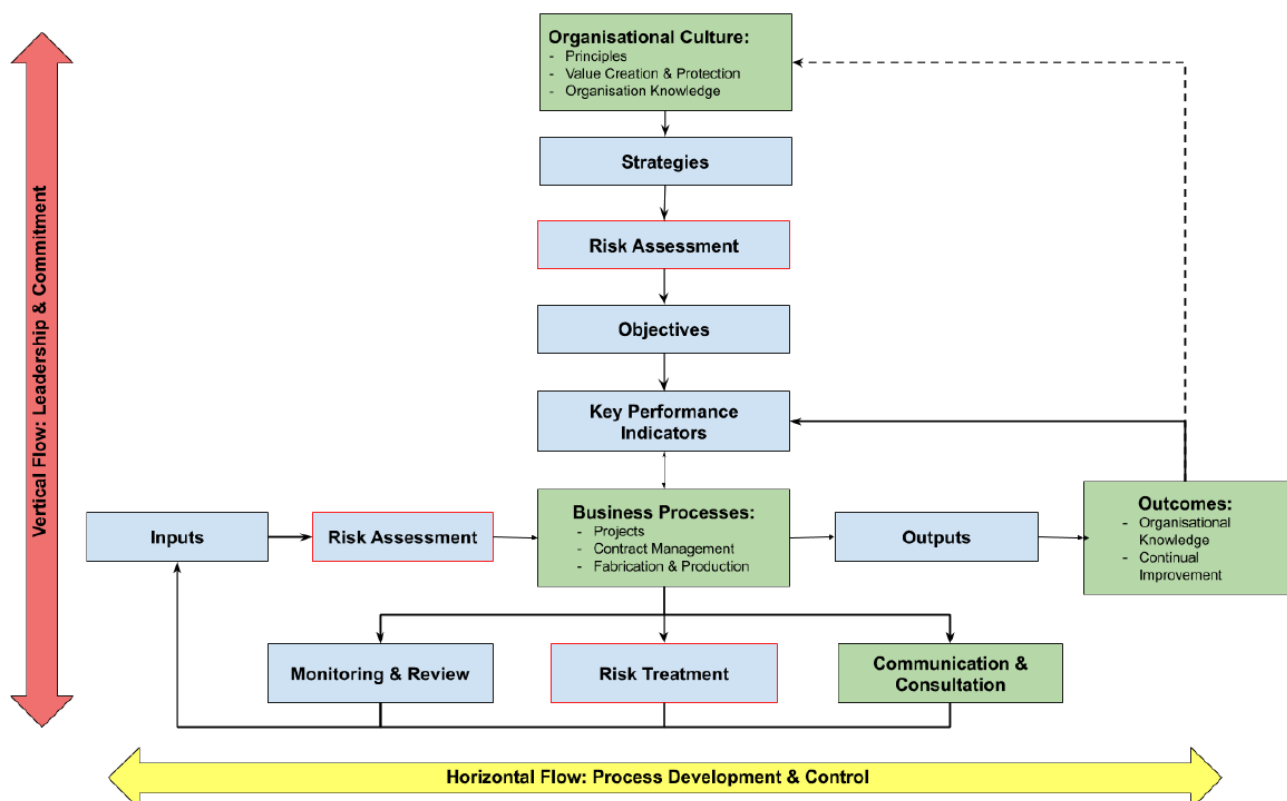 Organisational Culture:
- Principles
- Value Creation & Protection
- Organisation Knowledge
Strategies
Risk Assessment
Objectives
Key Performance
Indicators
Vertical Flow: Leadership & Commitment
Inputs
Risk Assessment
Business Processes:
- Projects
- Contract Management
- Fabrication & Production
Outputs
Outcomes:
- Organisational
Knowledge
- Continual
Improvement
Monitoring & Review
Risk Treatment
Communication &
Consultation
Horizontal Flow: Process Development & Control